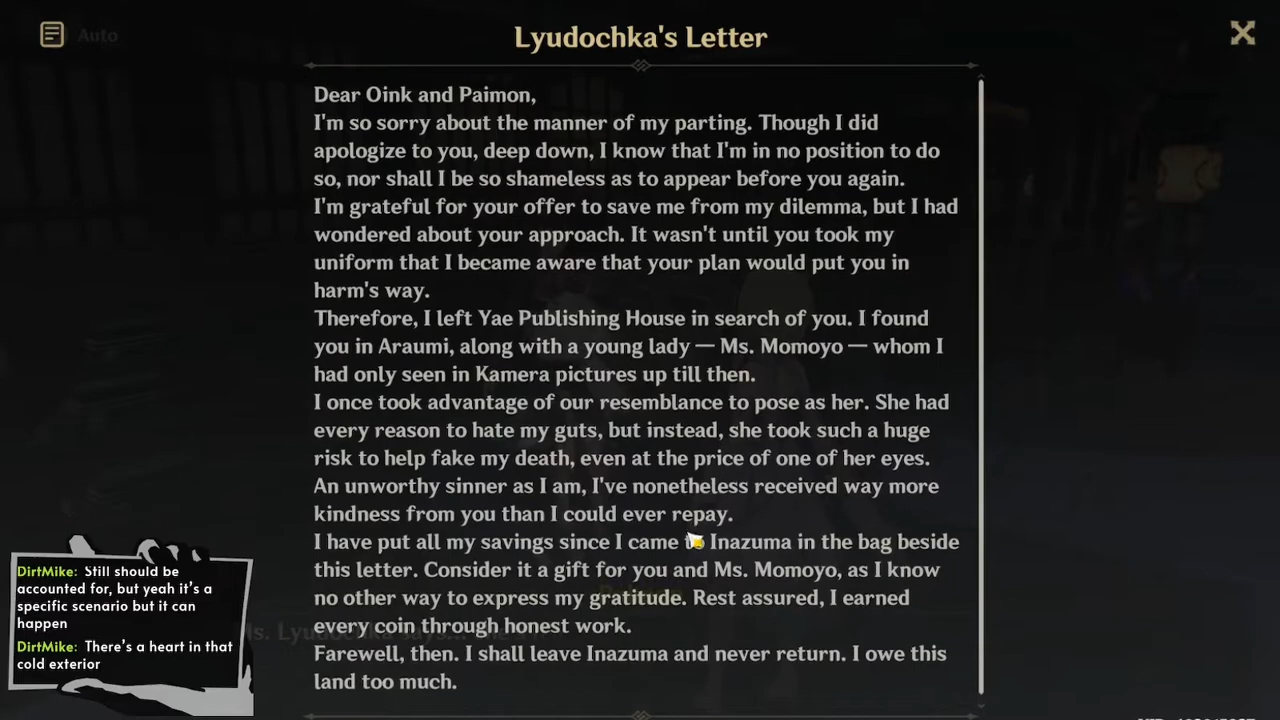 Auto
Lyudochka's Letter
Dear Oink and Paimon,
I'm so sorry about the manner of my parting. Though I did
apologize to you, deep down, I know that I'm in no position to do
so, nor shall I be so shameless as to appear before you again.
I'm grateful for your offer to save me from my dilemma, but I had
wondered about your approach. It wasn't until you took my
uniform that I became aware that your plan would put you in
harm's way.
Therefore, I left Yae Publishing House in search of you. I found
you in Araumi, along with a young lady — Ms. Momoyo — whom I
had only seen in Kamera pictures up till then.
I once took advantage of our resemblance to pose as her. She had
every reason to hate my guts, but instead, she took such a huge
risk to help fake my death, even at the price of one of her eyes.
An unworthy sinner as I am, I've nonetheless received way more
kindness from you than I could ever repay.
I have put all my savings since I came to Inazuma in the bag beside
this letter. Consider it a gift for you and Ms. Momoyo, as I know
no other way to express my gratitude. Rest assured, I earned
every coin through honest work.
Farewell, then. I shall leave Inazuma and never return. I owe this
land too much.
DirtMike: Still should be
accounted for, but yeah it's a
specific scenario but it can
happen
DirtMike: There's a heart in that
cold exterior